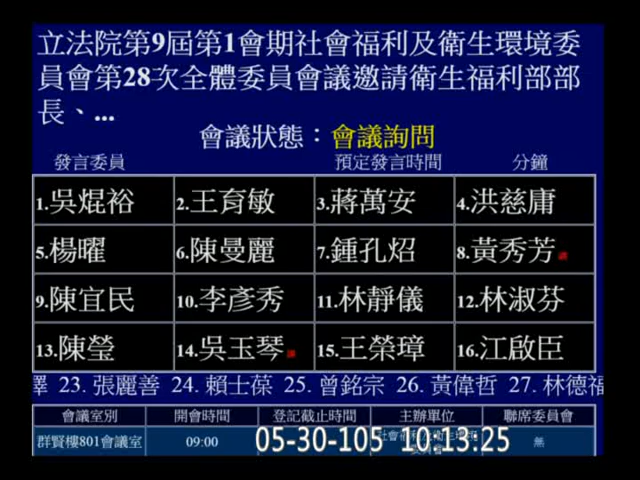 立法院第9屆第1會期社會福利及衛生環境委
員會第28次全體委員會議邀請衛生福利部部
長、...
會議狀態：會議詢問
發言委員 預定發言時間 分鐘
1.吳焜裕 2.王育敏 3.蔣萬安 4.洪慈庸
5.楊曜 6.陳曼麗 7.鍾孔炤 8.黃秀芳
9.陳宜民 10.李彥秀 11.林靜儀 12.林淑芬
13.陳瑩 14.吳玉琴 15.王榮璋 16.江啟臣
23. 張麗善 24. 賴士葆 25. 曾銘宗 26. 黃偉哲 27. 林德福
會議室別 開會時間 登記截止時間 主辦單位 聯席委員會
群賢樓801會議室 09:00 無
05-30-105 10:13:25